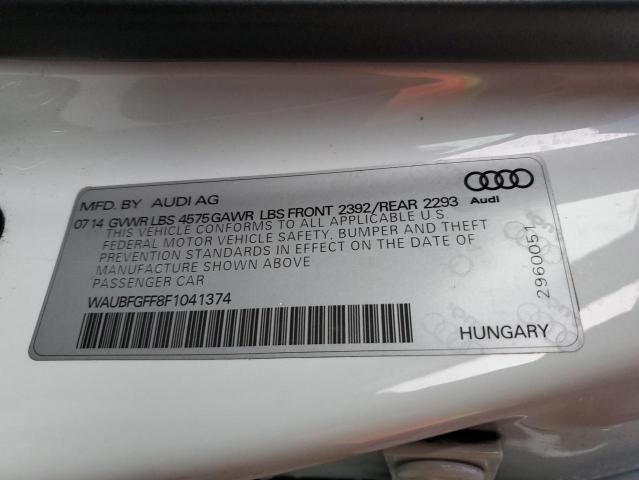 MFD. BY AUDI AG
07 14 GVWR LBS 4575 GAWR LBS FRONT 2392/REAR 2293
THIS VEHICLE CONFORMS TO ALL APPLICABLE U.S.
FEDERAL MOTOR VEHICLE SAFETY, BUMPER AND THEFT
PREVENTION STANDARDS IN EFFECT ON THE DATE OF
MANUFACTURE SHOWN ABOVE
PASSENGER CAR
WAUBFGFF8F1041374
Audi
2960051
HUNGARY